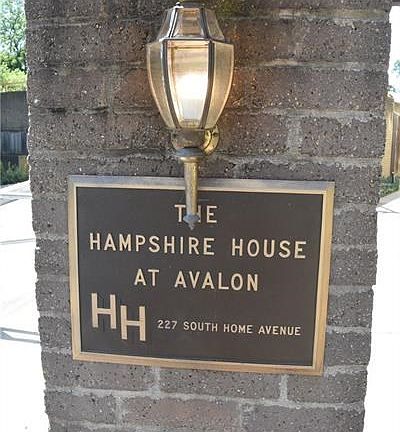 THE
HAMPSHIRE HOUSE
AT AVALON
HH 227 SOUTH HOME AVENUE